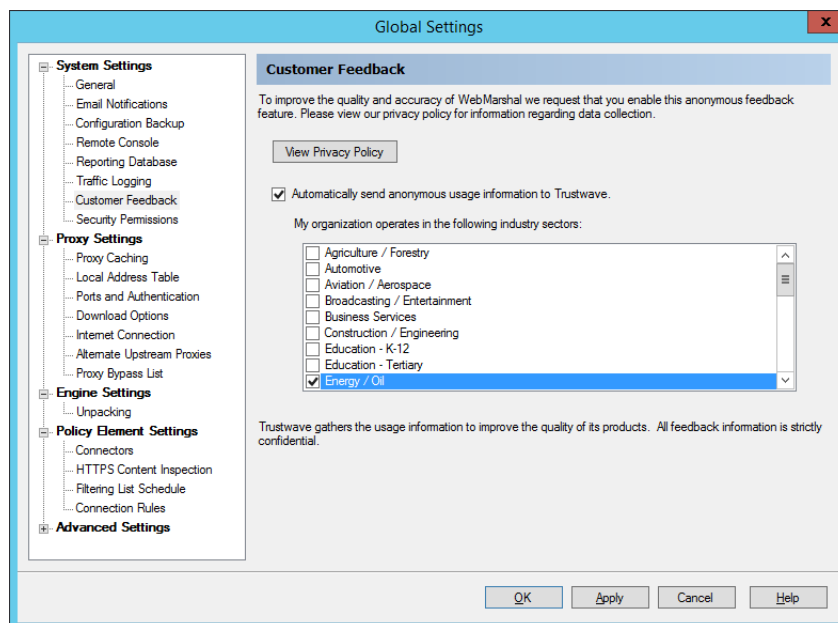 Global Settings
x
System Settings
General
Email Notifications
Configuration Backup
Remote Console
Reporting Database
Traffic Logging
Customer Feedback
Security Permissions
Proxy Settings
Proxy Caching
Local Address Table
Ports and Authentication
Download Options
Internet Connection
Alternate Upstream Proxies
Proxy Bypass List
Engine Settings
Unpacking
Policy Element Settings
Connectors
HTTPS Content Inspection
Filtering List Schedule
Connection Rules
Advanced Settings
Customer Feedback
To improve the quality and accuracy of WebMarshal we request that you enable this anonymous feedback
feature. Please view our privacy policy for information regarding data collection.
View Privacy Policy
Automatically send anonymous usage information to Trustwave.
My organization operates in the following industry sectors:
Agriculture / Forestry
Automotive
Aviation / Aerospace
Broadcasting / Entertainment
Business Services
Construction / Engineering
Education - K-12
Education - Tertiary
Energy / Oil
Trustwave gathers the usage information to improve the quality of its products. All feedback information is strictly
confidential.
OK
Apply
Cancel
Help